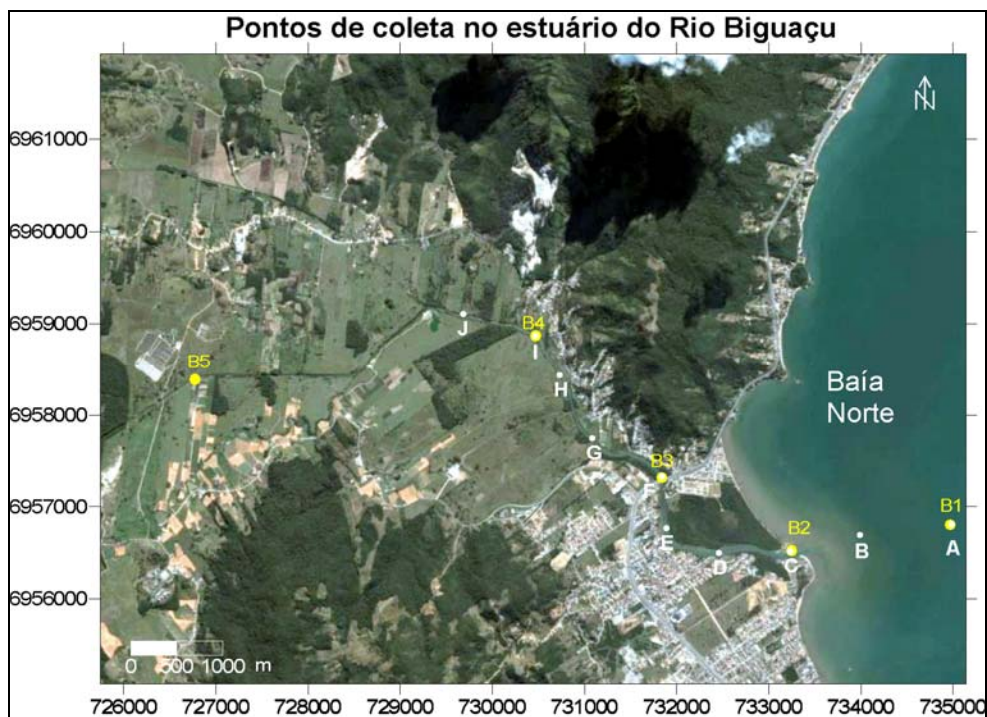 Pontos de coleta no estuário do Rio Biguaçu
N
6961000
6960000
6959000
6958000
6957000
6956000
J
B4
I
B5
H
Baía
Norte
G
B3
F
B1
A
E
B2
B
D
C
0 500 1000 m
726000 727000 728000 729000 730000 731000 732000 733000 734000 735000